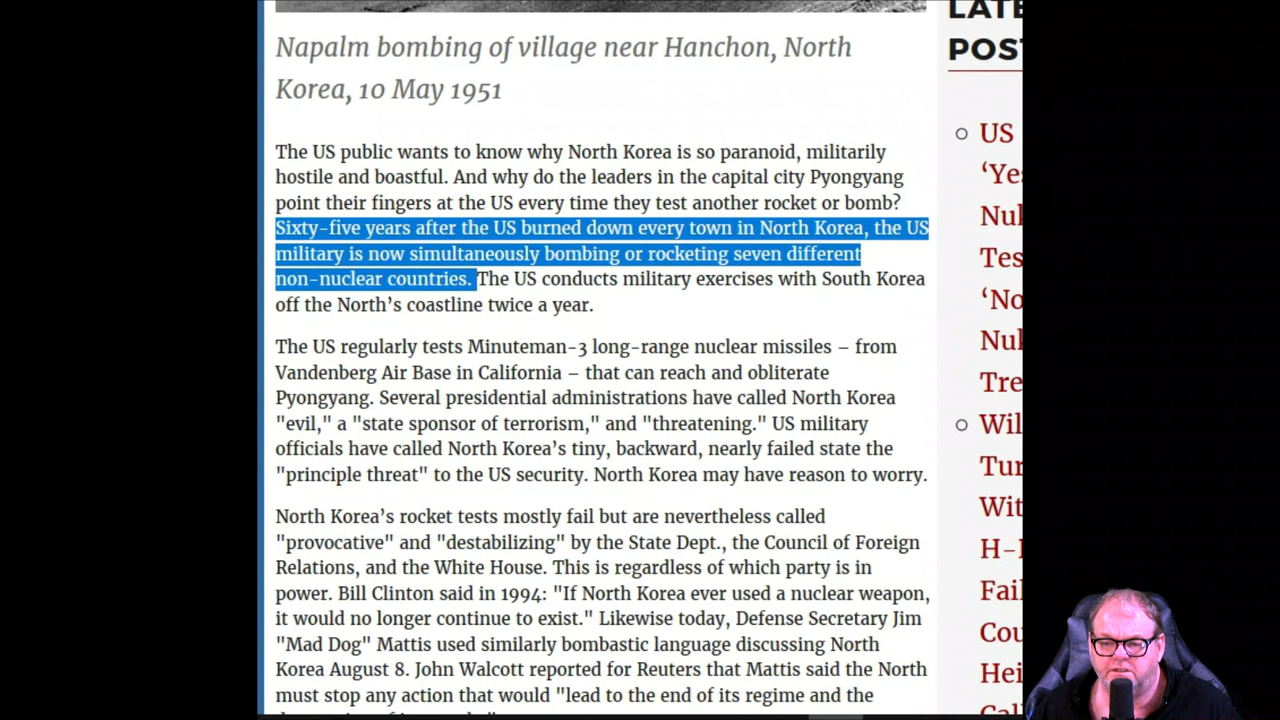 Napalm bombing of village near Hanchon, North
Korea, 10 May 1951
The US public wants to know why North Korea is so paranoid, militarily
hostile and boastful. And why do the leaders in the capital city Pyongyang
point their fingers at the US every time they test another rocket or bomb?
Sixty-five years after the US burned down every town in North Korea, the US
military is now simultaneously bombing or rocketing seven different
non-nuclear countries. The US conducts military exercises with South Korea
off the North's coastline twice a year.
The US regularly tests Minuteman-3 long-range nuclear missiles – from
Vandenberg Air Base in California – that can reach and obliterate
Pyongyang. Several presidential administrations have called North Korea
"evil," a "state sponsor of terrorism," and "threatening." US military
officials have called North Korea's tiny, backward, nearly failed state the
"principle threat" to the US security. North Korea may have reason to worry.
North Korea's rocket tests mostly fail but are nevertheless called
"provocative" and "destabilizing" by the State Dept., the Council of Foreign
Relations, and the White House. This is regardless of which party is in
power. Bill Clinton said in 1994: "If North Korea ever used a nuclear weapon,
it would no longer continue to exist." Likewise today, Defense Secretary Jim
"Mad Dog" Mattis used similarly bombastic language discussing North
Korea August 8. John Walcott reported for Reuters that Mattis said the North
must stop any action that would "lead to the end of its regime and the
LATE
POS
US
'Yes
Nuk
Tes
'No
Nuk
Tre
Wil
Tur
Wit
H-
Fai
Cou
Hei